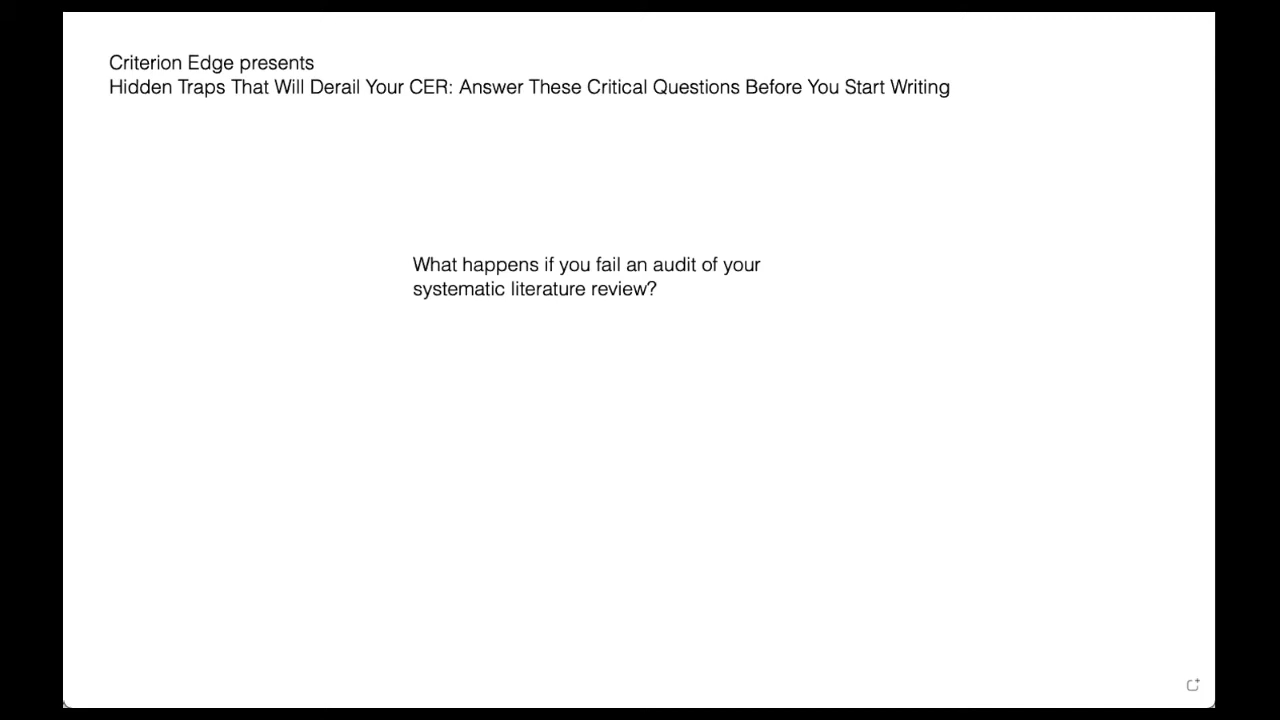 Criterion Edge presents
Hidden Traps That Will Derail Your CER: Answer These Critical Questions Before You Start Writing
What happens if you fail an audit of your
systematic literature review?